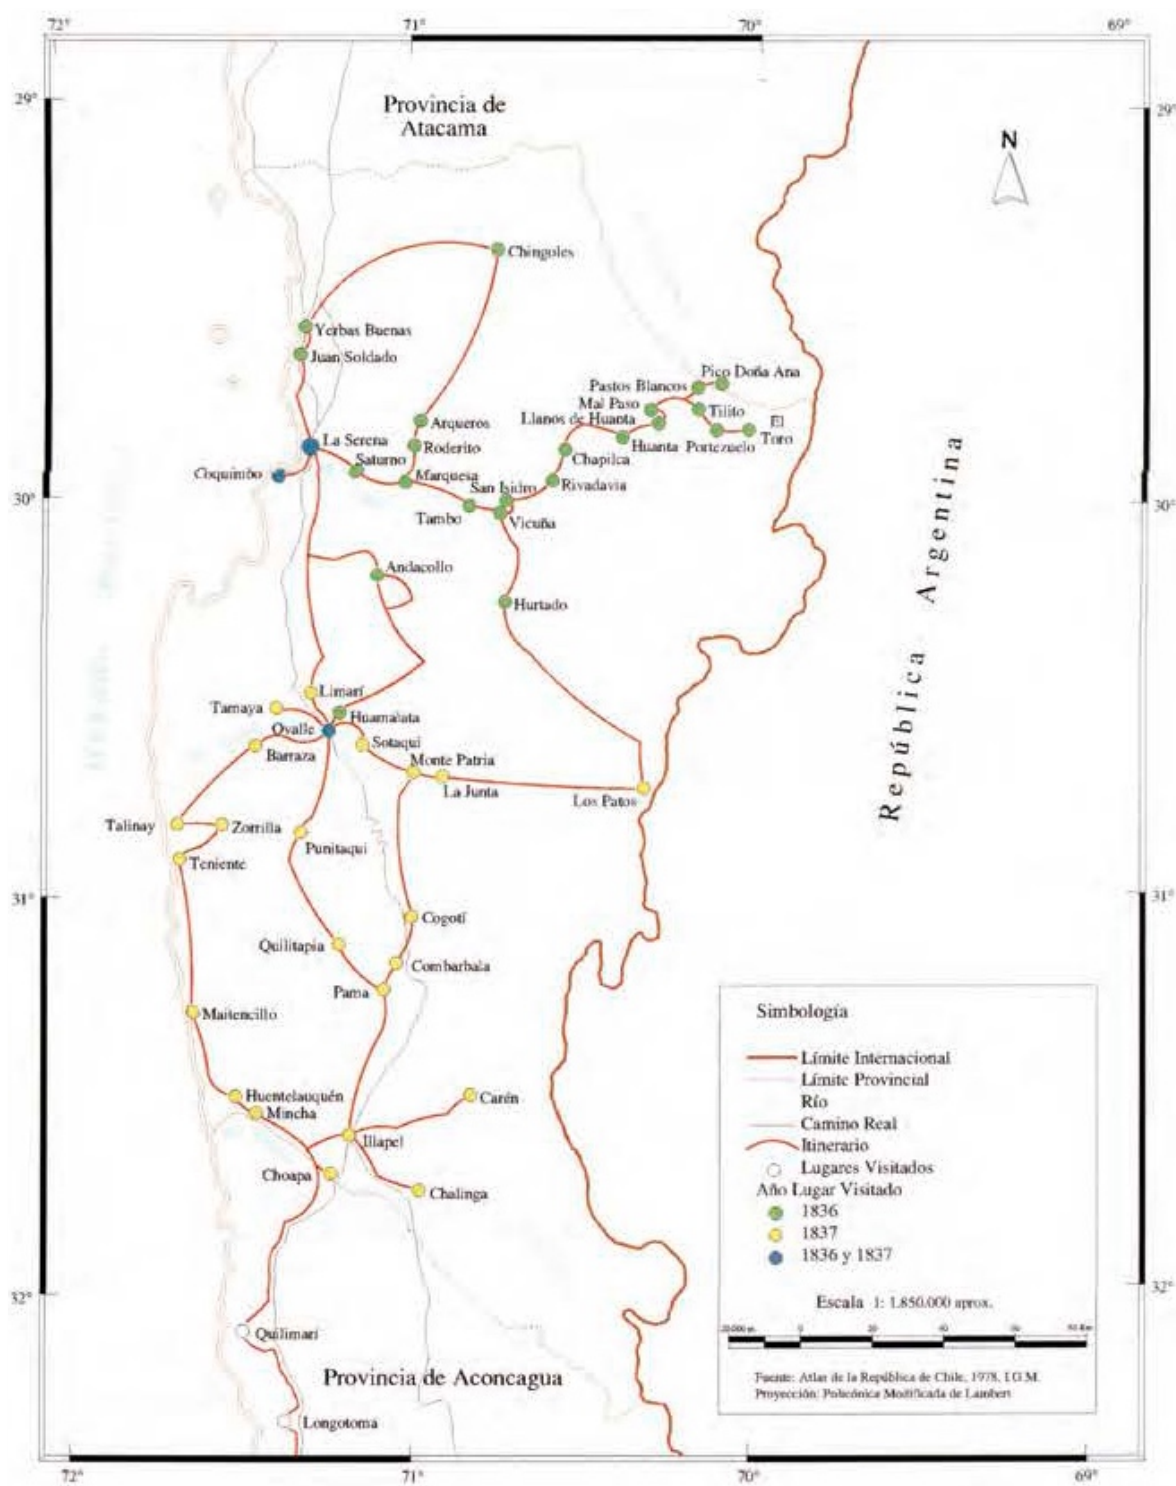 72°
71°
70°
69°
29°
29°
Provincia de
Atacama
N
Chingoles
Yerbas Buenas
Juan Soldado
Pico Doña Ana
Pastos Blancos
Mal Paso
Tilito
Llanos de Huanta
Arqueros
Toro
La Serena
Roderito
Huanta
Portezuelo
Saturno
Chapilca
Coquimbo
Marquesa
San Isidro
Rivadavia
30°
30°
Tambo
Vicuña
República Argentina
Andacollo
Hurtado
Limarí
Tamaya
Huamalata
Ovalle
Sotaqui
Barraza
Monte Patria
La Junta
Los Patos
Talinay
Zorrilla
Punitaqui
Teniente
31°
31°
Cogotí
Quilitapia
Combarbala
Pama
Maitencillo
Simbología
Límite Internacional
Límite Provincial
Río
Camino Real
Itinerario
Lugares Visitados
Año Lugar Visitado
1836
1837
1836 y 1837
Huentelauquén
Carén
Mincha
Illapel
Choapa
Chalinga
32°
32°
Escala 1: 1.850.000 aprox.
0
20
40
Quilimarí
Provincia de Aconcagua
Fuente: Atlas de la República de Chile, 1978, I.G.M.
Proyección: Policónica Modificada de Lambert
Longotoma
72°
71°
70°
69°